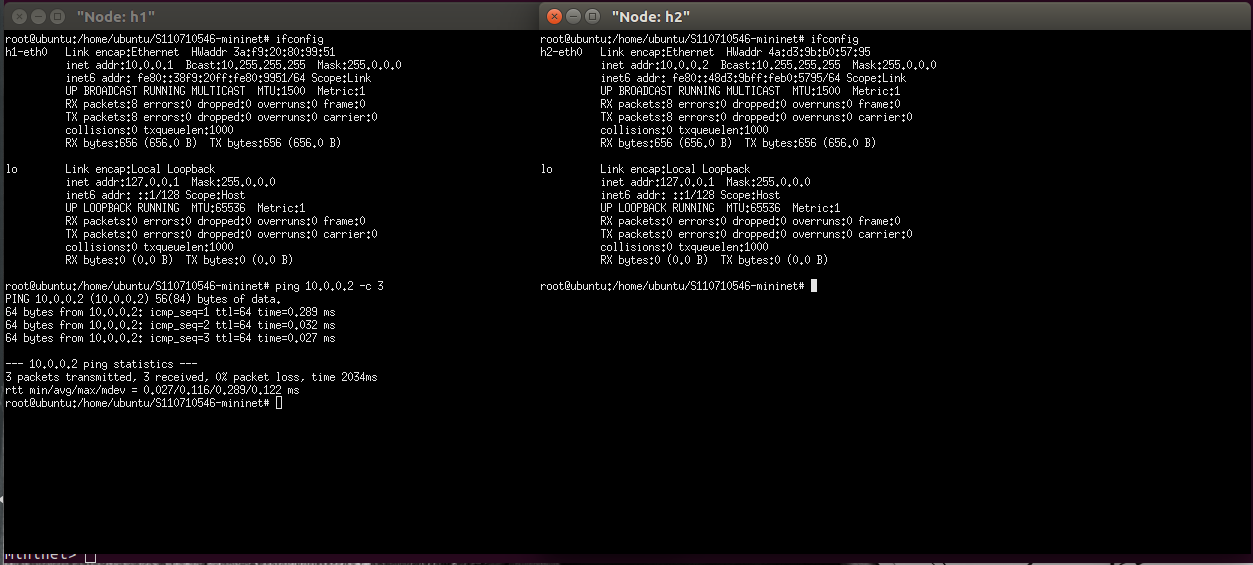 "Node: h1"
root@ubuntu:/home/ubuntu/S110710546-mininet# ifconfig
h1-eth0   Link encap:Ethernet  HWaddr 3a:f9:20:80:99:51
          inet addr:10.0.0.1  Bcast:10.255.255.255  Mask:255.0.0.0
          inet6 addr: fe80::38f9:20ff:fe80:9951/64 Scope:Link
          UP BROADCAST RUNNING MULTICAST  MTU:1500  Metric:1
          RX packets:8 errors:0 dropped:0 overruns:0 frame:0
          TX packets:8 errors:0 dropped:0 overruns:0 carrier:0
          collisions:0 txqueuelen:1000
          RX bytes:656 (656.0 B)  TX bytes:656 (656.0 B)

lo        Link encap:Local Loopback
          inet addr:127.0.0.1  Mask:255.0.0.0
          inet6 addr: ::1/128 Scope:Host
          UP LOOPBACK RUNNING  MTU:65536  Metric:1
          RX packets:0 errors:0 dropped:0 overruns:0 frame:0
          TX packets:0 errors:0 dropped:0 overruns:0 carrier:0
          collisions:0 txqueuelen:1000
          RX bytes:0 (0.0 B)  TX bytes:0 (0.0 B)

root@ubuntu:/home/ubuntu/S110710546-mininet# ping 10.0.0.2 -c 3
PING 10.0.0.2 (10.0.0.2) 56(84) bytes of data.
64 bytes from 10.0.0.2: icmp_seq=1 ttl=64 time=0.289 ms
64 bytes from 10.0.0.2: icmp_seq=2 ttl=64 time=0.032 ms
64 bytes from 10.0.0.2: icmp_seq=3 ttl=64 time=0.027 ms

--- 10.0.0.2 ping statistics ---
3 packets transmitted, 3 received, 0% packet loss, time 2034ms
rtt min/avg/max/mdev = 0.027/0.116/0.289/0.122 ms
root@ubuntu:/home/ubuntu/S110710546-mininet#
"Node: h2"
root@ubuntu:/home/ubuntu/S110710546-mininet# ifconfig
h2-eth0   Link encap:Ethernet  HWaddr 4a:d3:9b:b0:57:95
          inet addr:10.0.0.2  Bcast:10.255.255.255  Mask:255.0.0.0
          inet6 addr: fe80::48d3:9bff:feb0:5795/64 Scope:Link
          UP BROADCAST RUNNING MULTICAST  MTU:1500  Metric:1
          RX packets:8 errors:0 dropped:0 overruns:0 frame:0
          TX packets:8 errors:0 dropped:0 overruns:0 carrier:0
          collisions:0 txqueuelen:1000
          RX bytes:656 (656.0 B)  TX bytes:656 (656.0 B)

lo        Link encap:Local Loopback
          inet addr:127.0.0.1  Mask:255.0.0.0
          inet6 addr: ::1/128 Scope:Host
          UP LOOPBACK RUNNING  MTU:65536  Metric:1
          RX packets:0 errors:0 dropped:0 overruns:0 frame:0
          TX packets:0 errors:0 dropped:0 overruns:0 carrier:0
          collisions:0 txqueuelen:1000
          RX bytes:0 (0.0 B)  TX bytes:0 (0.0 B)

root@ubuntu:/home/ubuntu/S110710546-mininet#
mininet>